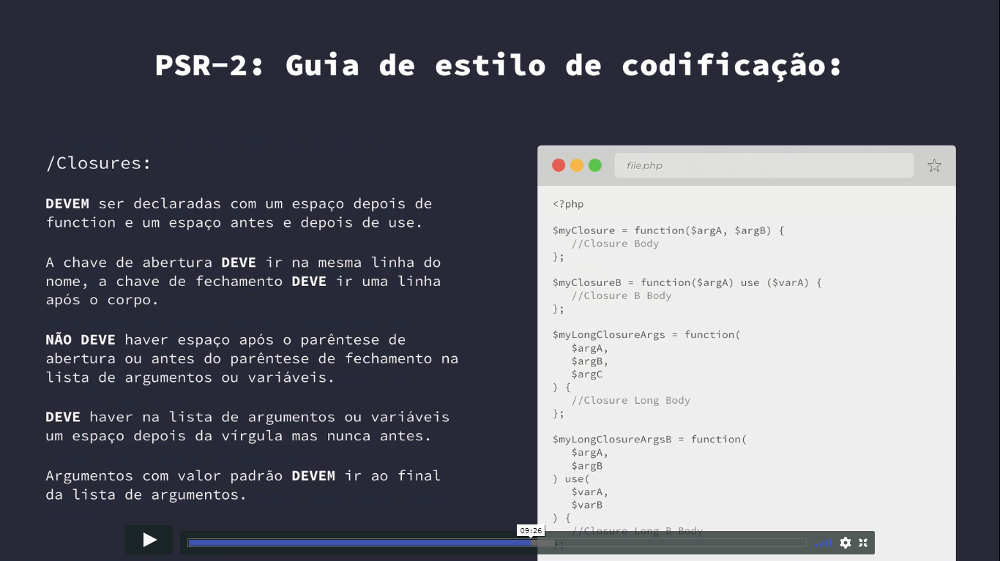 PSR-2: Guia de estilo de codificação:
/Closures:
DEVEM ser declaradas com um espaço depois de
function e um espaço antes e depois de use.
A chave de abertura DEVE ir na mesma linha do
nome, a chave de fechamento DEVE ir uma linha
após o corpo.
NÃO DEVE haver espaço após o parêntese de
abertura ou antes do parêntese de fechamento na
lista de argumentos ou variáveis.
DEVE haver na lista de argumentos ou variáveis
um espaço depois da vírgula mas nunca antes.
Argumentos com valor padrão DEVEM ir ao final
da lista de argumentos.
file.php
<?php
$myClosure = function($argA, $argB) {
//Closure Body
};
$myClosureB = function($argA) use ($varA) {
//Closure B Body
};
$myLongClosureArgs = function(
$argA,
$argB,
$argC
) {
//Closure Long Body
};
$myLongClosureArgsB = function(
$argA,
$argB
) use(
$varA,
$varB
) {
//Closure Long B Body
};
09:26